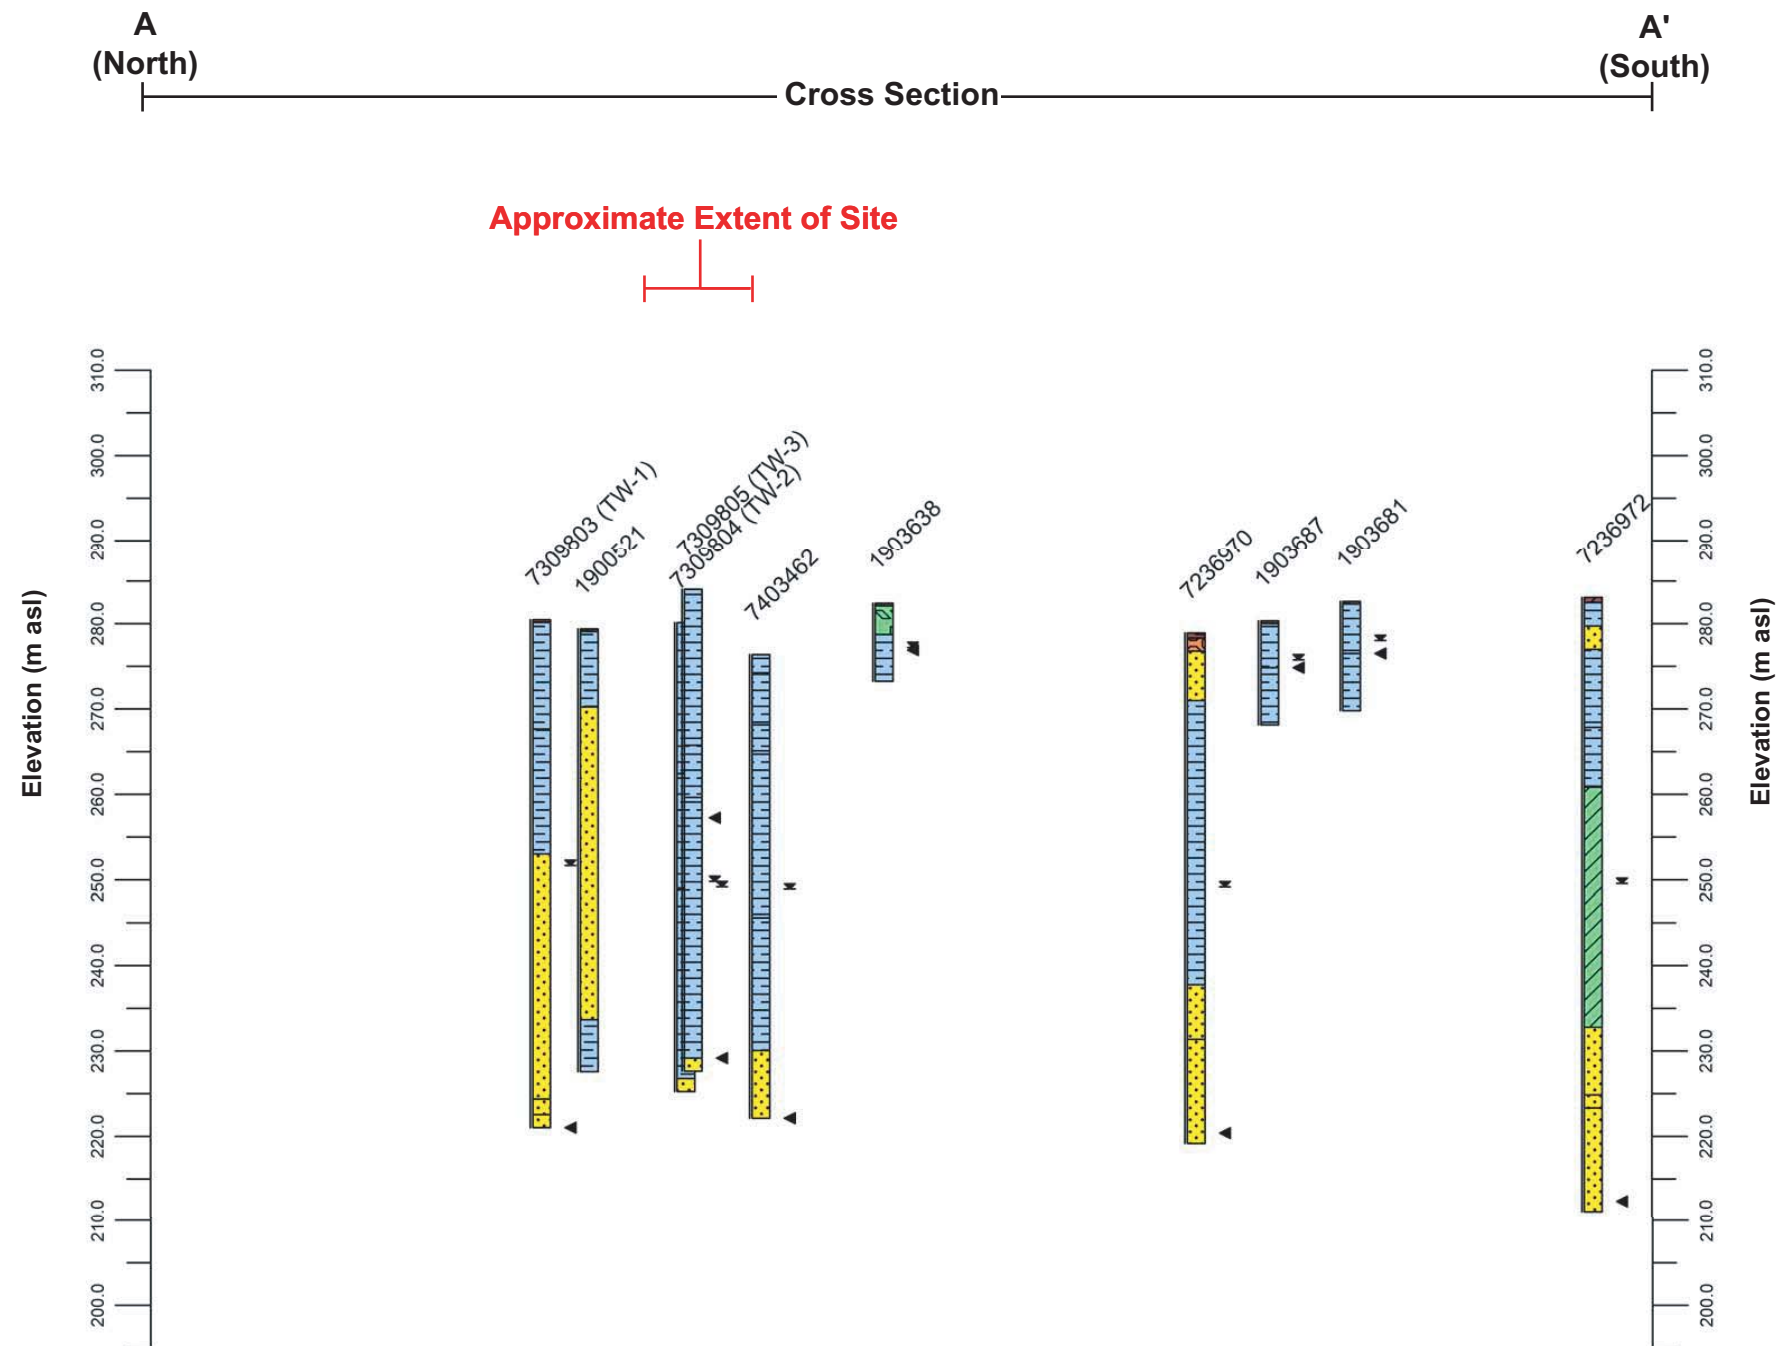 A
(North)
A'
(South)
Cross Section
Approximate Extent of Site
Elevation (m asl)
310.0
300.0
290.0
280.0
270.0
260.0
250.0
240.0
230.0
220.0
210.0
200.0
7309803 (TW-1)
1900521
7309805 (TW-3)
7309804 (TW-2)
7403462
1903638
7236970
1903687
1903681
7236972
310.0
300.0
290.0
280.0
270.0
260.0
250.0
240.0
230.0
220.0
210.0
200.0
Elevation (m asl)